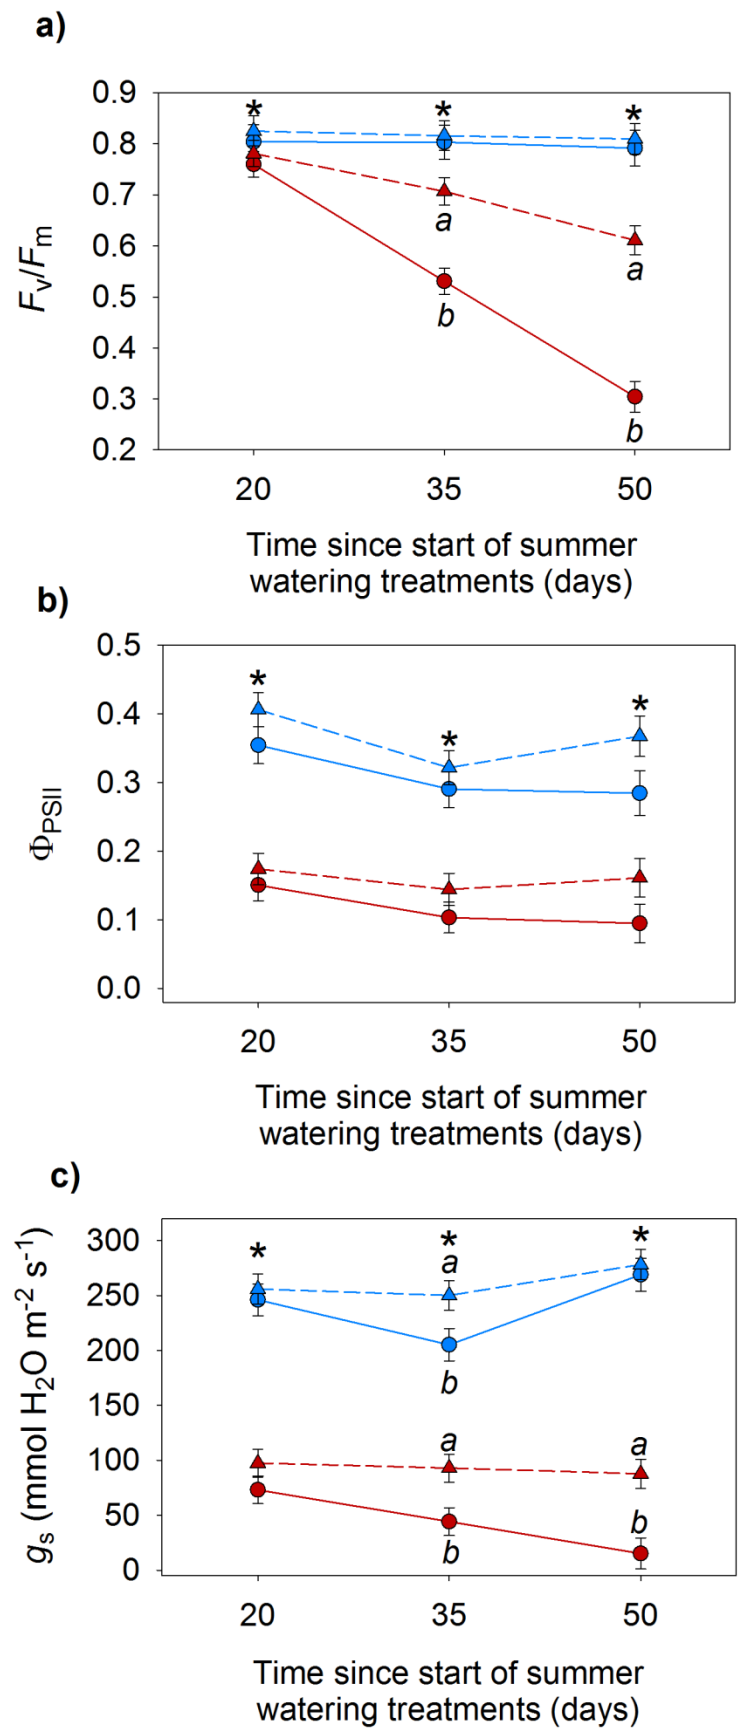 a)
0.9
0.8
0.7
0.6
0.5
0.4
0.3
0.2
Fv/Fm
* * *
a
a
b
b
20 35 50
Time since start of summer
watering treatments (days)
b)
0.5
0.4
0.3
0.2
0.1
0.0
ΦPSII
* * *
20 35 50
Time since start of summer
watering treatments (days)
c)
300
250
200
150
100
50
0
gs (mmol H2O m-2 s-1)
* * *
a
b
a a
b
b
20 35 50
Time since start of summer
watering treatments (days)